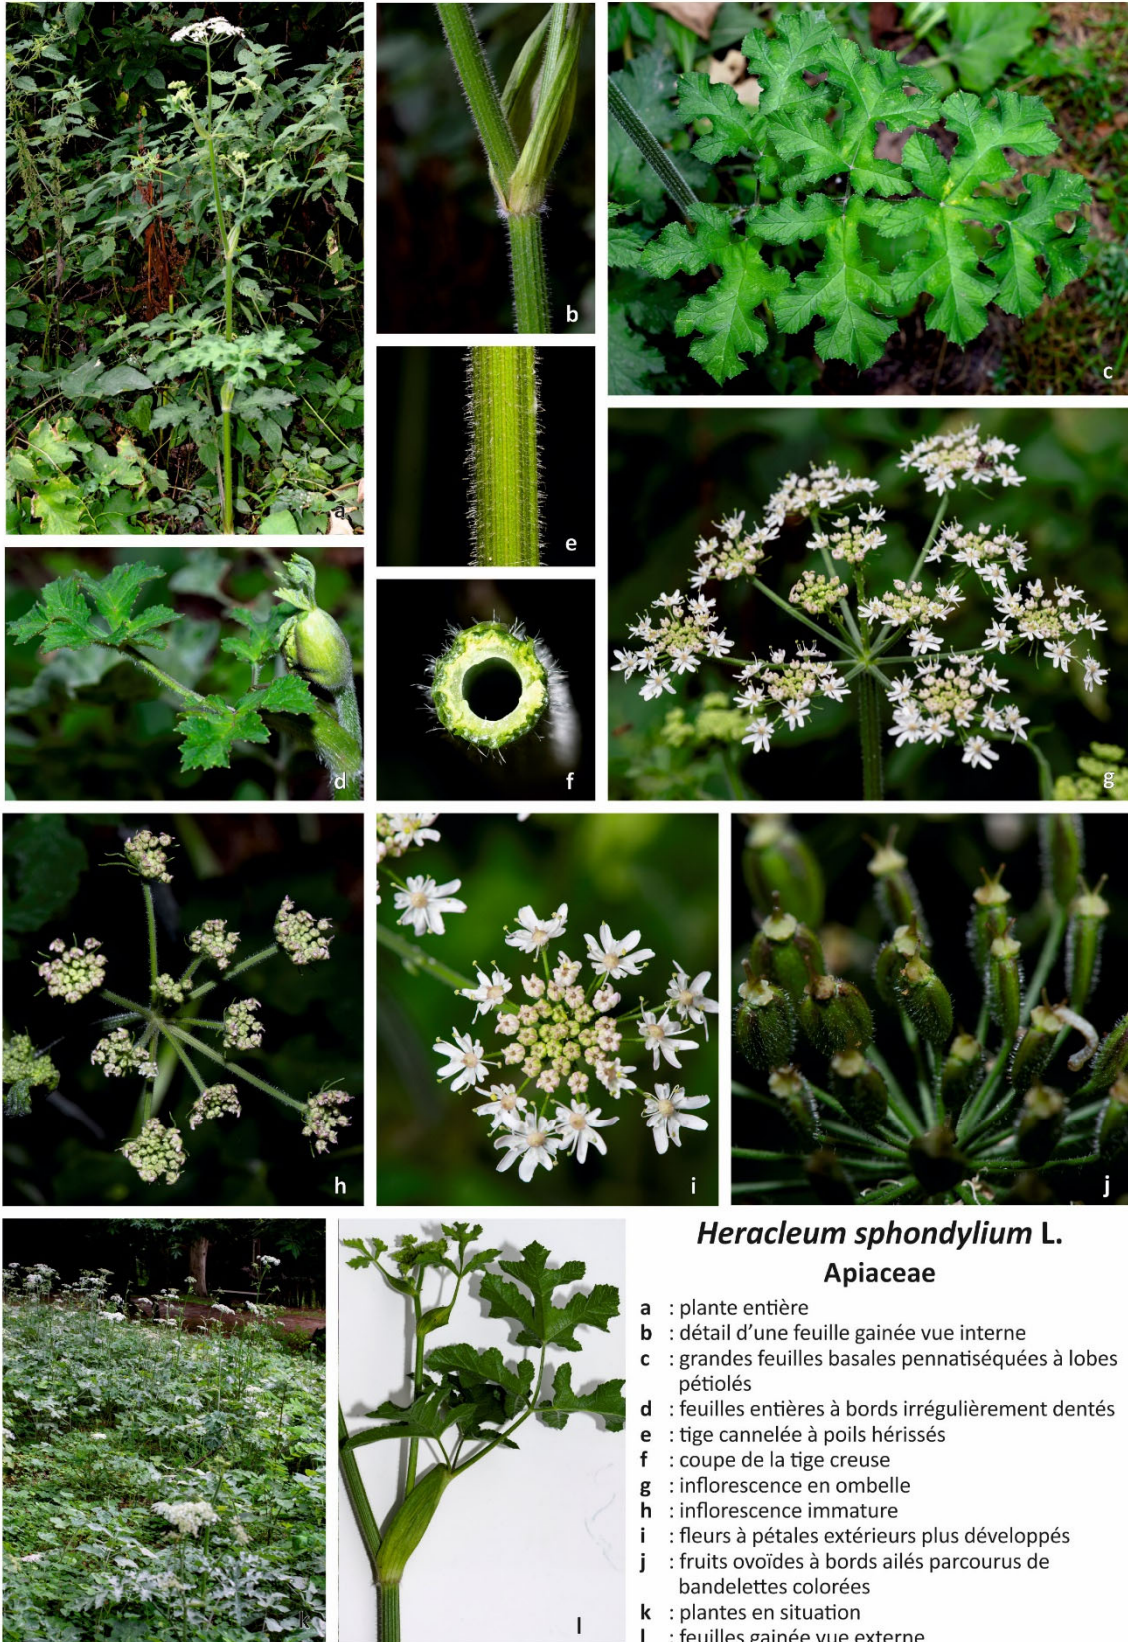 a
b
c
d
e
f
g
h
i
j
k
l
Heracleum sphondylium L.
Apiaceae
a : plante entière
b : détail d’une feuille gainée vue interne
c : grandes feuilles basales pennatiséquées à lobes
pétiolés
d : feuilles entières à bords irrégulièrement dentés
e : tige cannelée à poils hérissés
f : coupe de la tige creuse
g : inflorescence en ombelle
h : inflorescence immature
i : fleurs à pétales extérieurs plus développés
j : fruits ovoïdes à bords ailés parcourus de
bandelettes colorées
k : plantes en situation
l : feuilles gainée vue externe